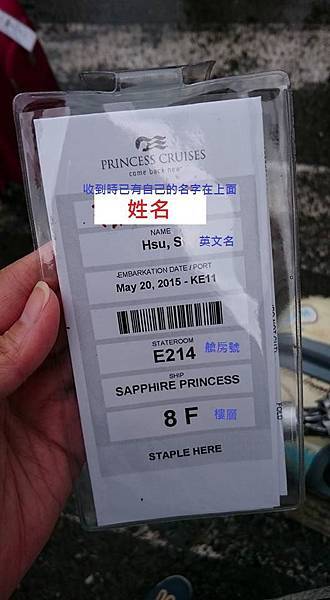 PRINCESS CRUISES
come back new
收到時已有自己的名字在上面
姓名
NAME
Hsu, S 英文名
EMBARKATION DATE / PORT
May 20, 2015 - KE11
STATEROOM
E214 艙房號
SHIP
SAPPHIRE PRINCESS
8 F 樓層
STAPLE HERE
FOLD